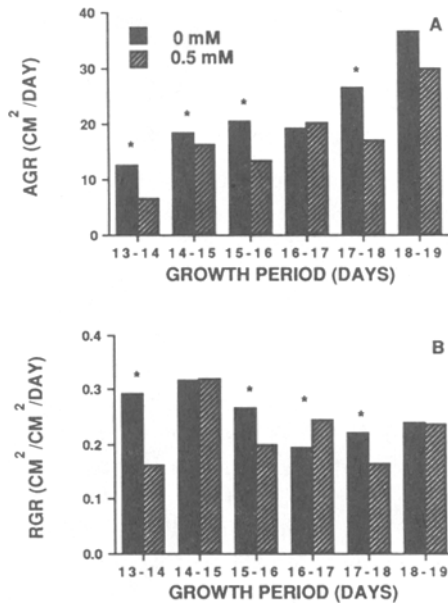 A
0 mM
0.5 mM
AGR (CM²/DAY)
40
30
20
10
0
* * * *
13-14 14-15 15-16 16-17 17-18 18-19
GROWTH PERIOD (DAYS)
B
RGR (CM²/CM²/DAY)
0.4
0.3
0.2
0.1
0.0
* * * *
13-14 14-15 15-16 16-17 17-18 18-19
GROWTH PERIOD (DAYS)